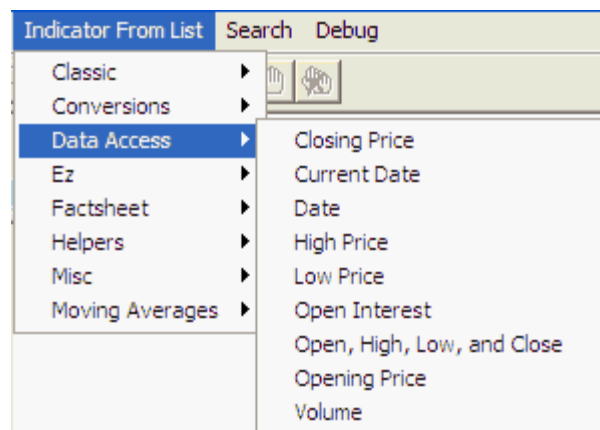 Indicator From List Search Debug
Classic
Conversions
Data Access
Ez
Factsheet
Helpers
Misc
Moving Averages
Closing Price
Current Date
Date
High Price
Low Price
Open Interest
Open, High, Low, and Close
Opening Price
Volume